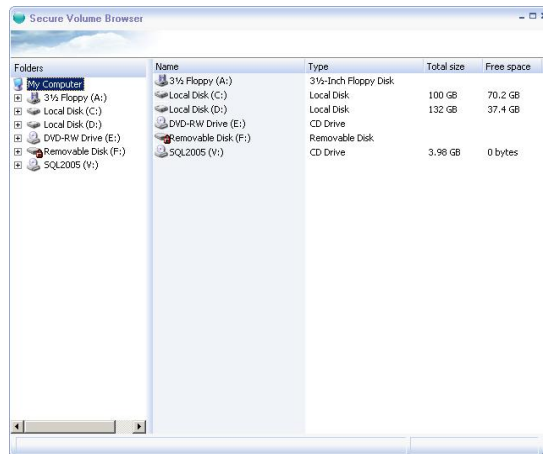 Secure Volume Browser
Folders
My Computer
3½ Floppy (A:)
Local Disk (C:)
Local Disk (D:)
DVD-RW Drive (E:)
Removable Disk (F:)
SQL2005 (V:)
Name Type Total size Free space
3½ Floppy (A:) 3½-Inch Floppy Disk
Local Disk (C:) Local Disk 100 GB 70.2 GB
Local Disk (D:) Local Disk 132 GB 37.4 GB
DVD-RW Drive (E:) CD Drive
Removable Disk (F:) Removable Disk
SQL2005 (V:) CD Drive 3.98 GB 0 bytes